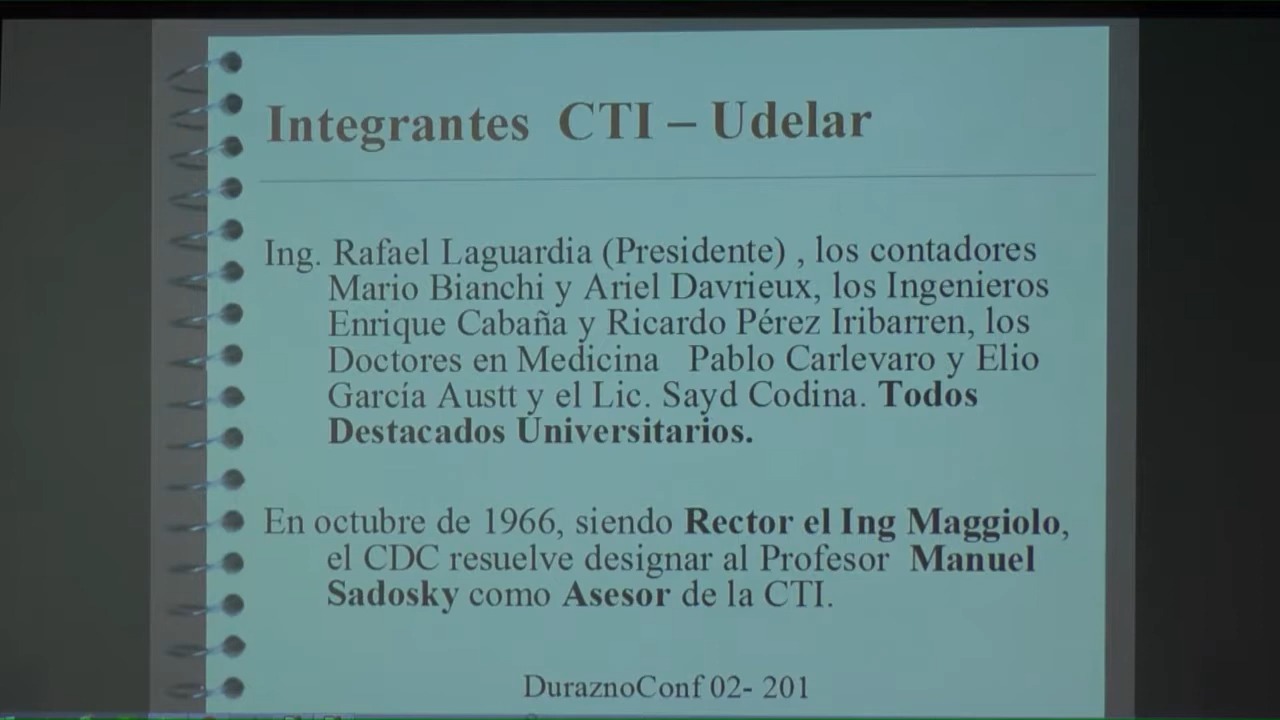 Integrantes CTI – Udelar
Ing. Rafael Laguardia (Presidente) , los contadores
Mario Bianchi y Ariel Davrieux, los Ingenieros
Enrique Cabaña y Ricardo Pérez Iribarren, los
Doctores en Medicina Pablo Carlevaro y Elio
García Austt y el Lic. Sayd Codina. Todos
Destacados Universitarios.
En octubre de 1966, siendo Rector el Ing Maggiolo,
el CDC resuelve designar al Profesor Manuel
Sadosky como Asesor de la CTI.
DuraznoConf 02- 201